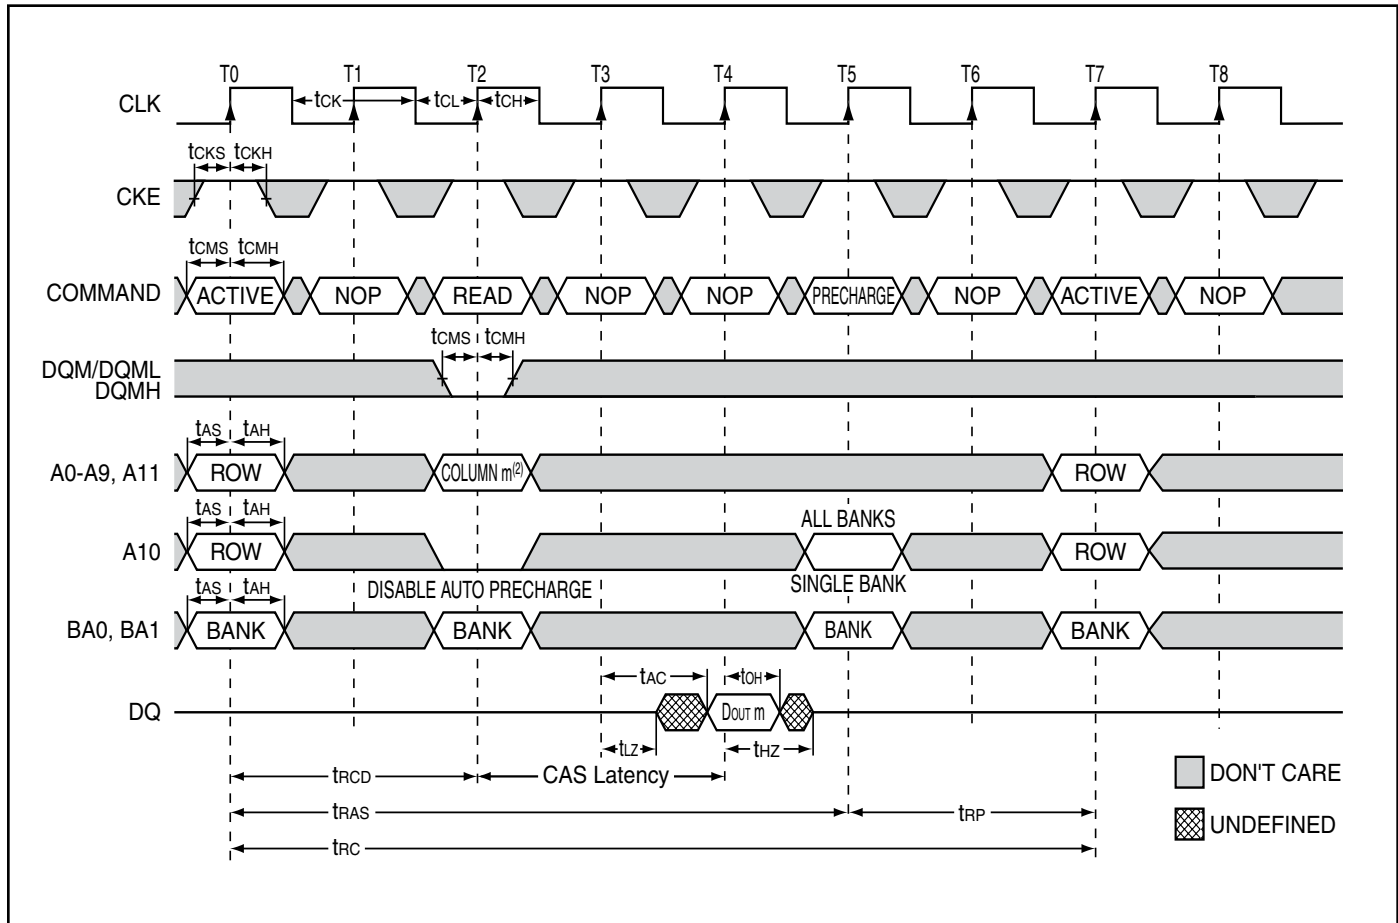 T0 T1 T2 T3 T4 T5 T6 T7 T8
CLK tCK tCL tCH
tCKS tCKH
CKE
tCMS tCMH
COMMAND ACTIVE NOP READ NOP NOP PRECHARGE NOP ACTIVE NOP
tCMS tCMH
DQM/DQML
DQMH
tAS tAH
A0-A9, A11 ROW COLUMN m(2) ROW
tAS tAH ALL BANKS
A10 ROW ROW
tAS tAH DISABLE AUTO PRECHARGE SINGLE BANK
BA0, BA1 BANK BANK BANK BANK
tAC tOH
DQ DOUT m
tLZ tHZ
tRCD CAS Latency
DON'T CARE
tRAS tRP
UNDEFINED
tRC